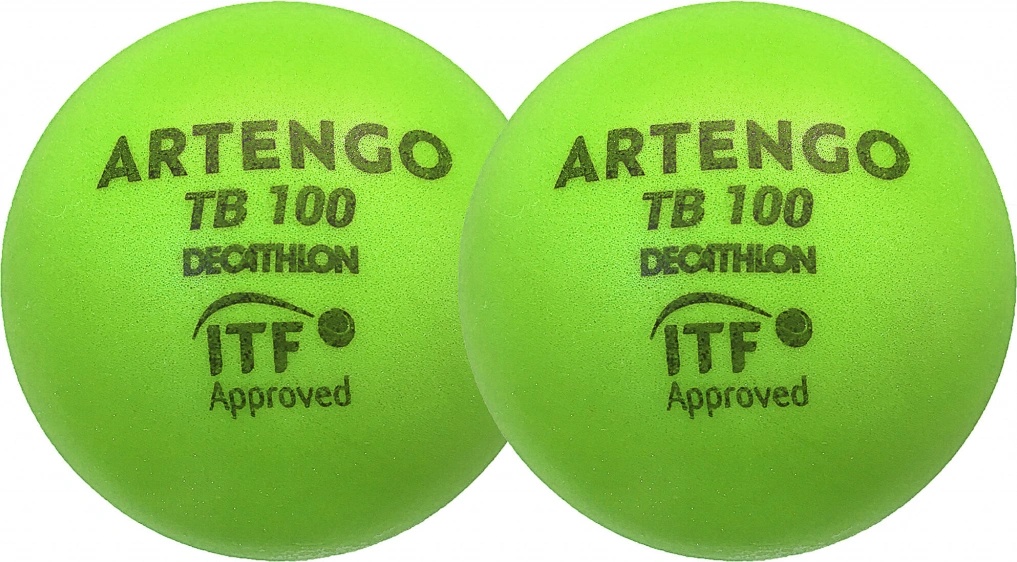 ARTENGO
TB 100
DECATHLON
ITF
Approved
ARTENGO
TB 100
DECATHLON
ITF
Approved